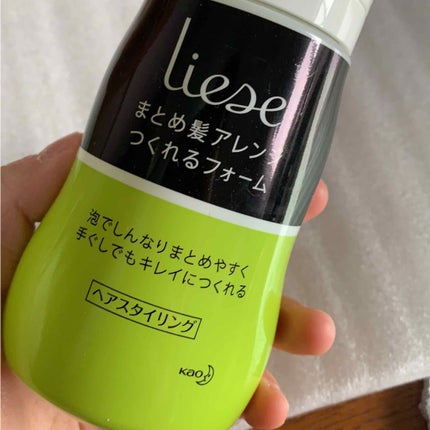 liese
まとめ髪アレンジ
つくれるフォーム
泡でしんなりまとめやすく
手ぐしでもキレイにつくれる
ヘアスタイリング
Kao